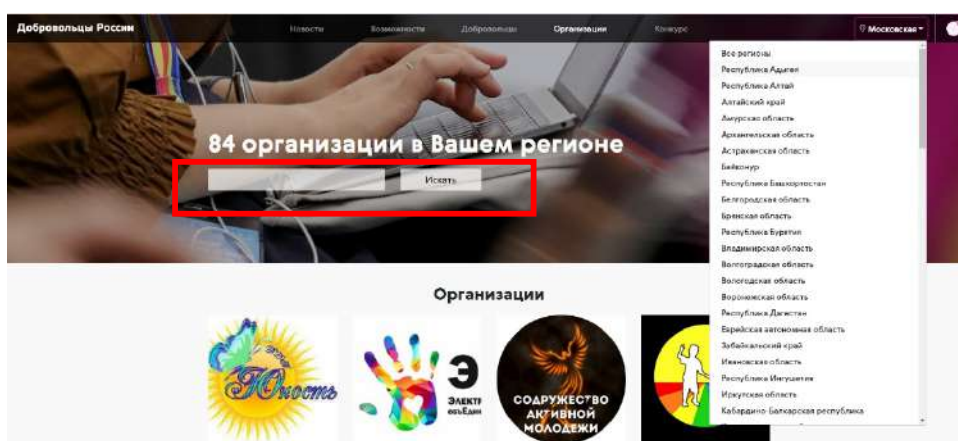 Добровольцы России
Новости
Возможности
Добровольцы
Организации
Конкурс
Московская
84 организации в Вашем регионе
Искать
Все регионы
Республика Адыгея
Республика Алтай
Алтайский край
Амурская область
Архангельская область
Астраханская область
Байконур
Республика Башкортостан
Белгородская область
Брянская область
Республика Бурятия
Владимирская область
Волгоградская область
Вологодская область
Воронежская область
Республика Дагестан
Еврейская автономная область
Забайкальский край
Ивановская область
Республика Ингушетия
Иркутская область
Кабардино-Балкарская республика
Организации
Юность
Э
ЭЛЕКТР
объЕдин
СОДРУЖЕСТВО
АКТИВНОЙ
МОЛОДЕЖИ